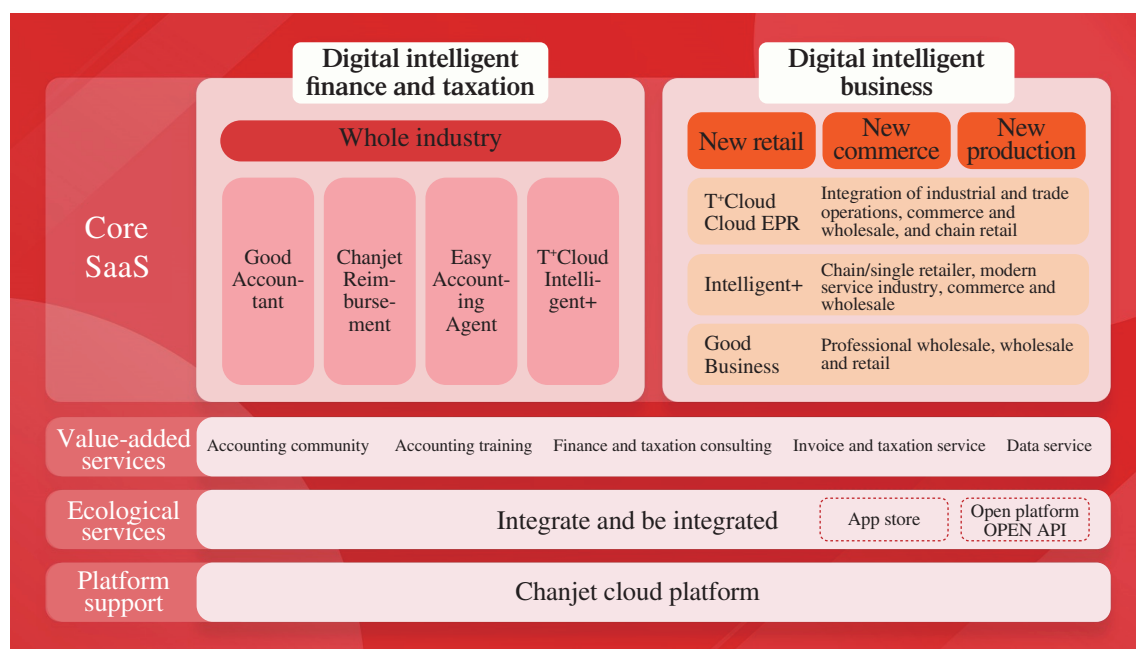 Digital intelligent
finance and taxation
Digital intelligent
business
Core
SaaS
Whole industry
Good
Accoun-
tant
Chanjet
Reim-
burse-
ment
Easy
Account-
ing
Agent
T+Cloud
Intelli-
gent+
New retail
New
commerce
New
production
T+Cloud
Cloud EPR
Integration of industrial and trade
operations, commerce and
wholesale, and chain retail
Intelligent+
Chain/single retailer, modern
service industry, commerce and
wholesale
Good
Business
Professional wholesale, wholesale
and retail
Value-added
services
Accounting community Accounting training Finance and taxation consulting Invoice and taxation service Data service
Ecological
services
Integrate and be integrated
App store
Open platform
OPEN API
Platform
support
Chanjet cloud platform